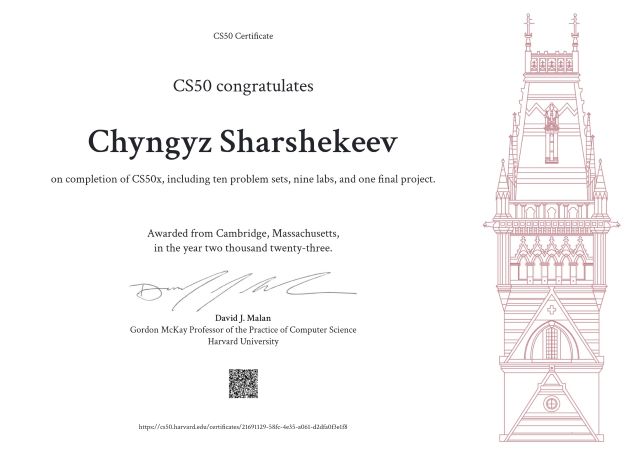 CS50 Certificate
CS50 congratulates
Chyngyz Sharshekeev
on completion of CS50x, including ten problem sets, nine labs, and one final project.
Awarded from Cambridge, Massachusetts,
in the year two thousand twenty-three.
David J. Malan
Gordon McKay Professor of the Practice of Computer Science
Harvard University
https://cs50.harvard.edu/certificates/21691129-58fc-4e35-a061-d2dfa0f3e1f8